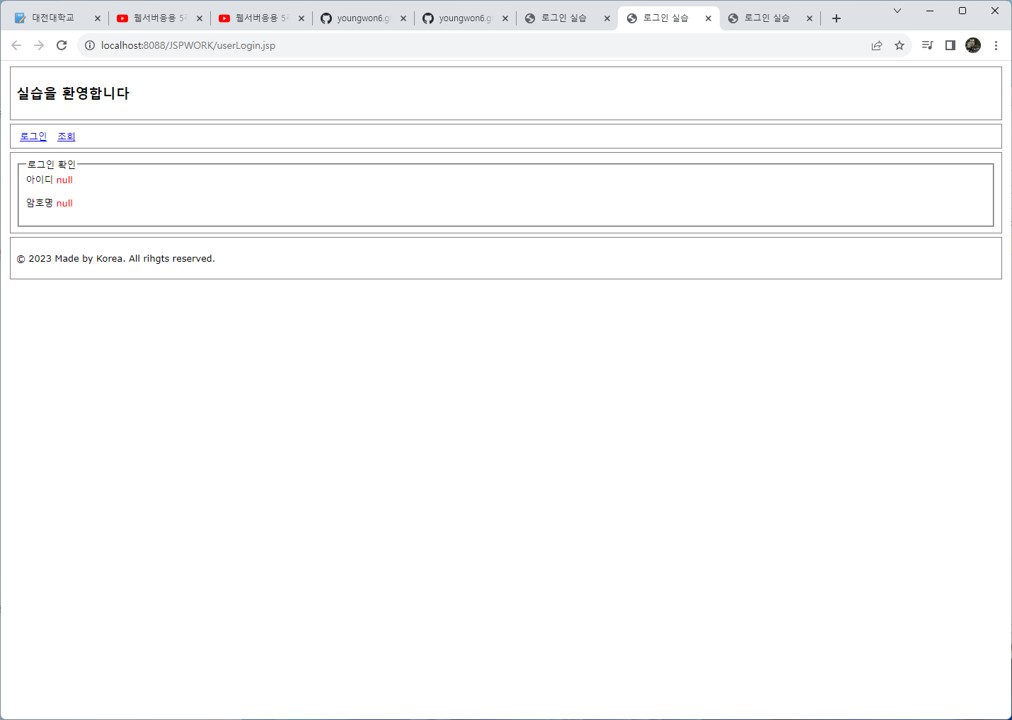 대전대학교
웹서버응용 5
웹서버응용 5
youngwon6.g
youngwon6.g
로그인 실습
로그인 실습
로그인 실습
localhost:8088/JSPWORK/userLogin.jsp
실습을 환영합니다
로그인 조회
로그인 확인
아이디 null
암호명 null
© 2023 Made by Korea. All rihgts reserved.